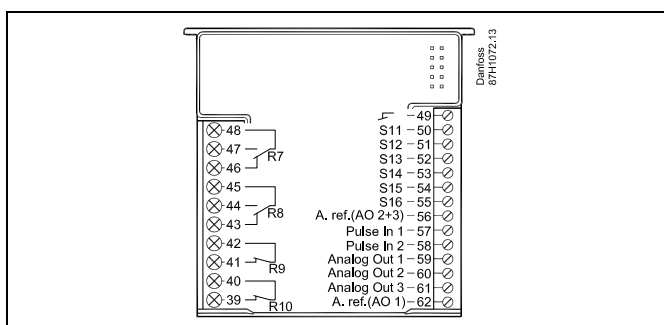 Danfoss
87H1072.13
48
47
R7
46
45
44
R8
43
42
41
R9
40
39
R10
49
S11 50
S12 51
S13 52
S14 53
S15 54
S16 55
A. ref.(AO 2+3) 56
Pulse In 1 57
Pulse In 2 58
Analog Out 1 59
Analog Out 2 60
Analog Out 3 61
A. ref.(AO 1) 62